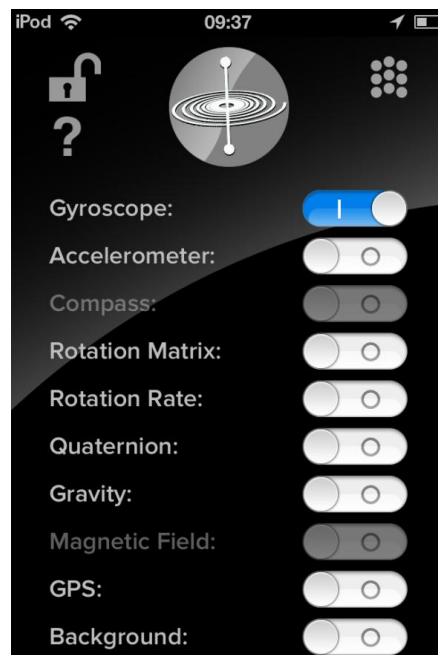 iPod 09:37
?
Gyroscope:
Accelerometer:
Compass:
Rotation Matrix:
Rotation Rate:
Quaternion:
Gravity:
Magnetic Field:
GPS:
Background: